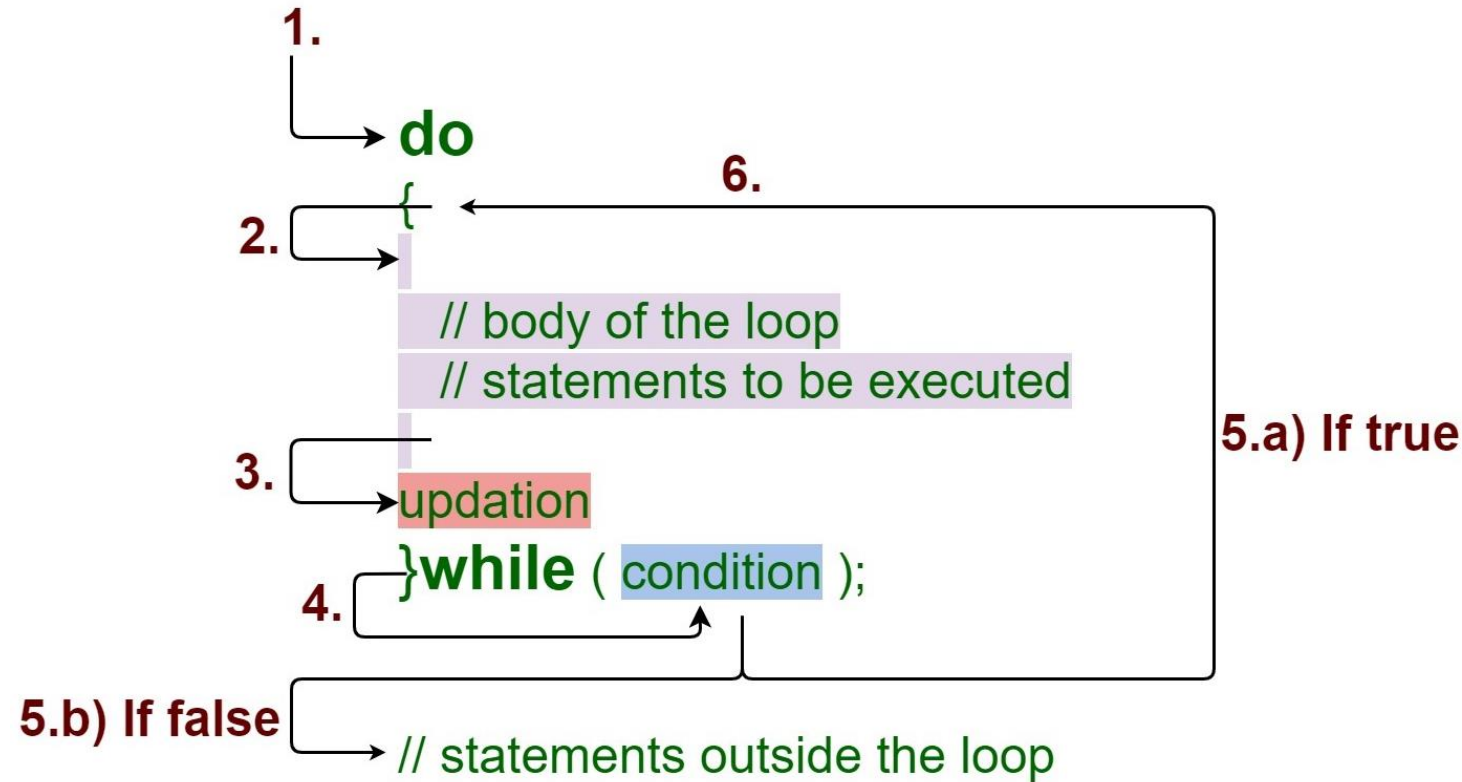 1.
do
6.
{
2.
// body of the loop
// statements to be executed
5.a) If true
3.
updation
}while ( condition );
4.
5.b) If false
// statements outside the loop